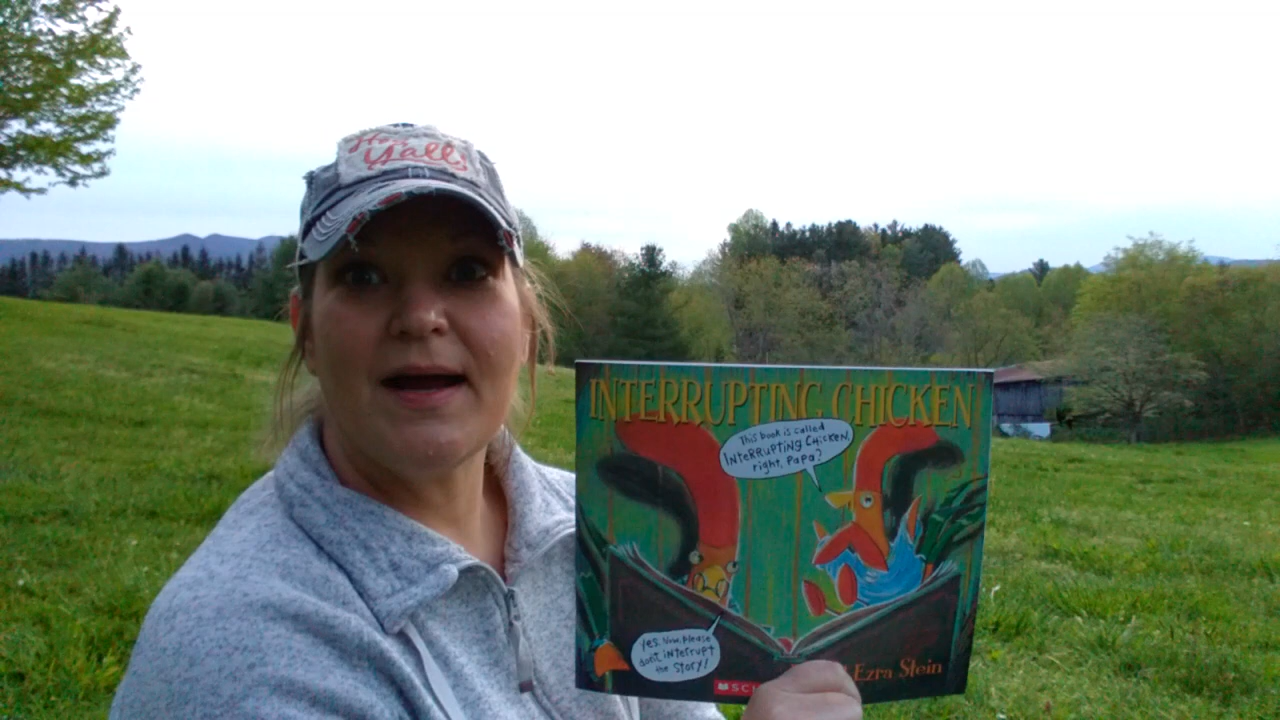 Hey
Y'all!
INTERRUPTING CHICKEN
This book is called
INTERRUPTING CHICKEN,
right, Papa?
Yes. Now, please
don't interrupt
the story!
Ezra Stein